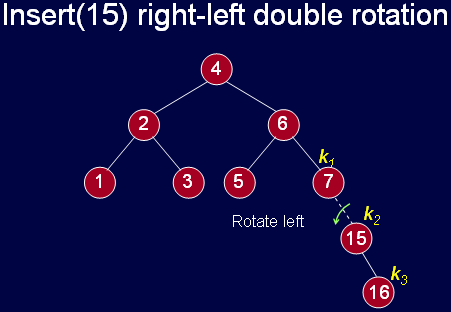 Insert(15) right-left double rotation
4
2 6
k1
1 3 5 7
Rotate left k2
15
k3
16